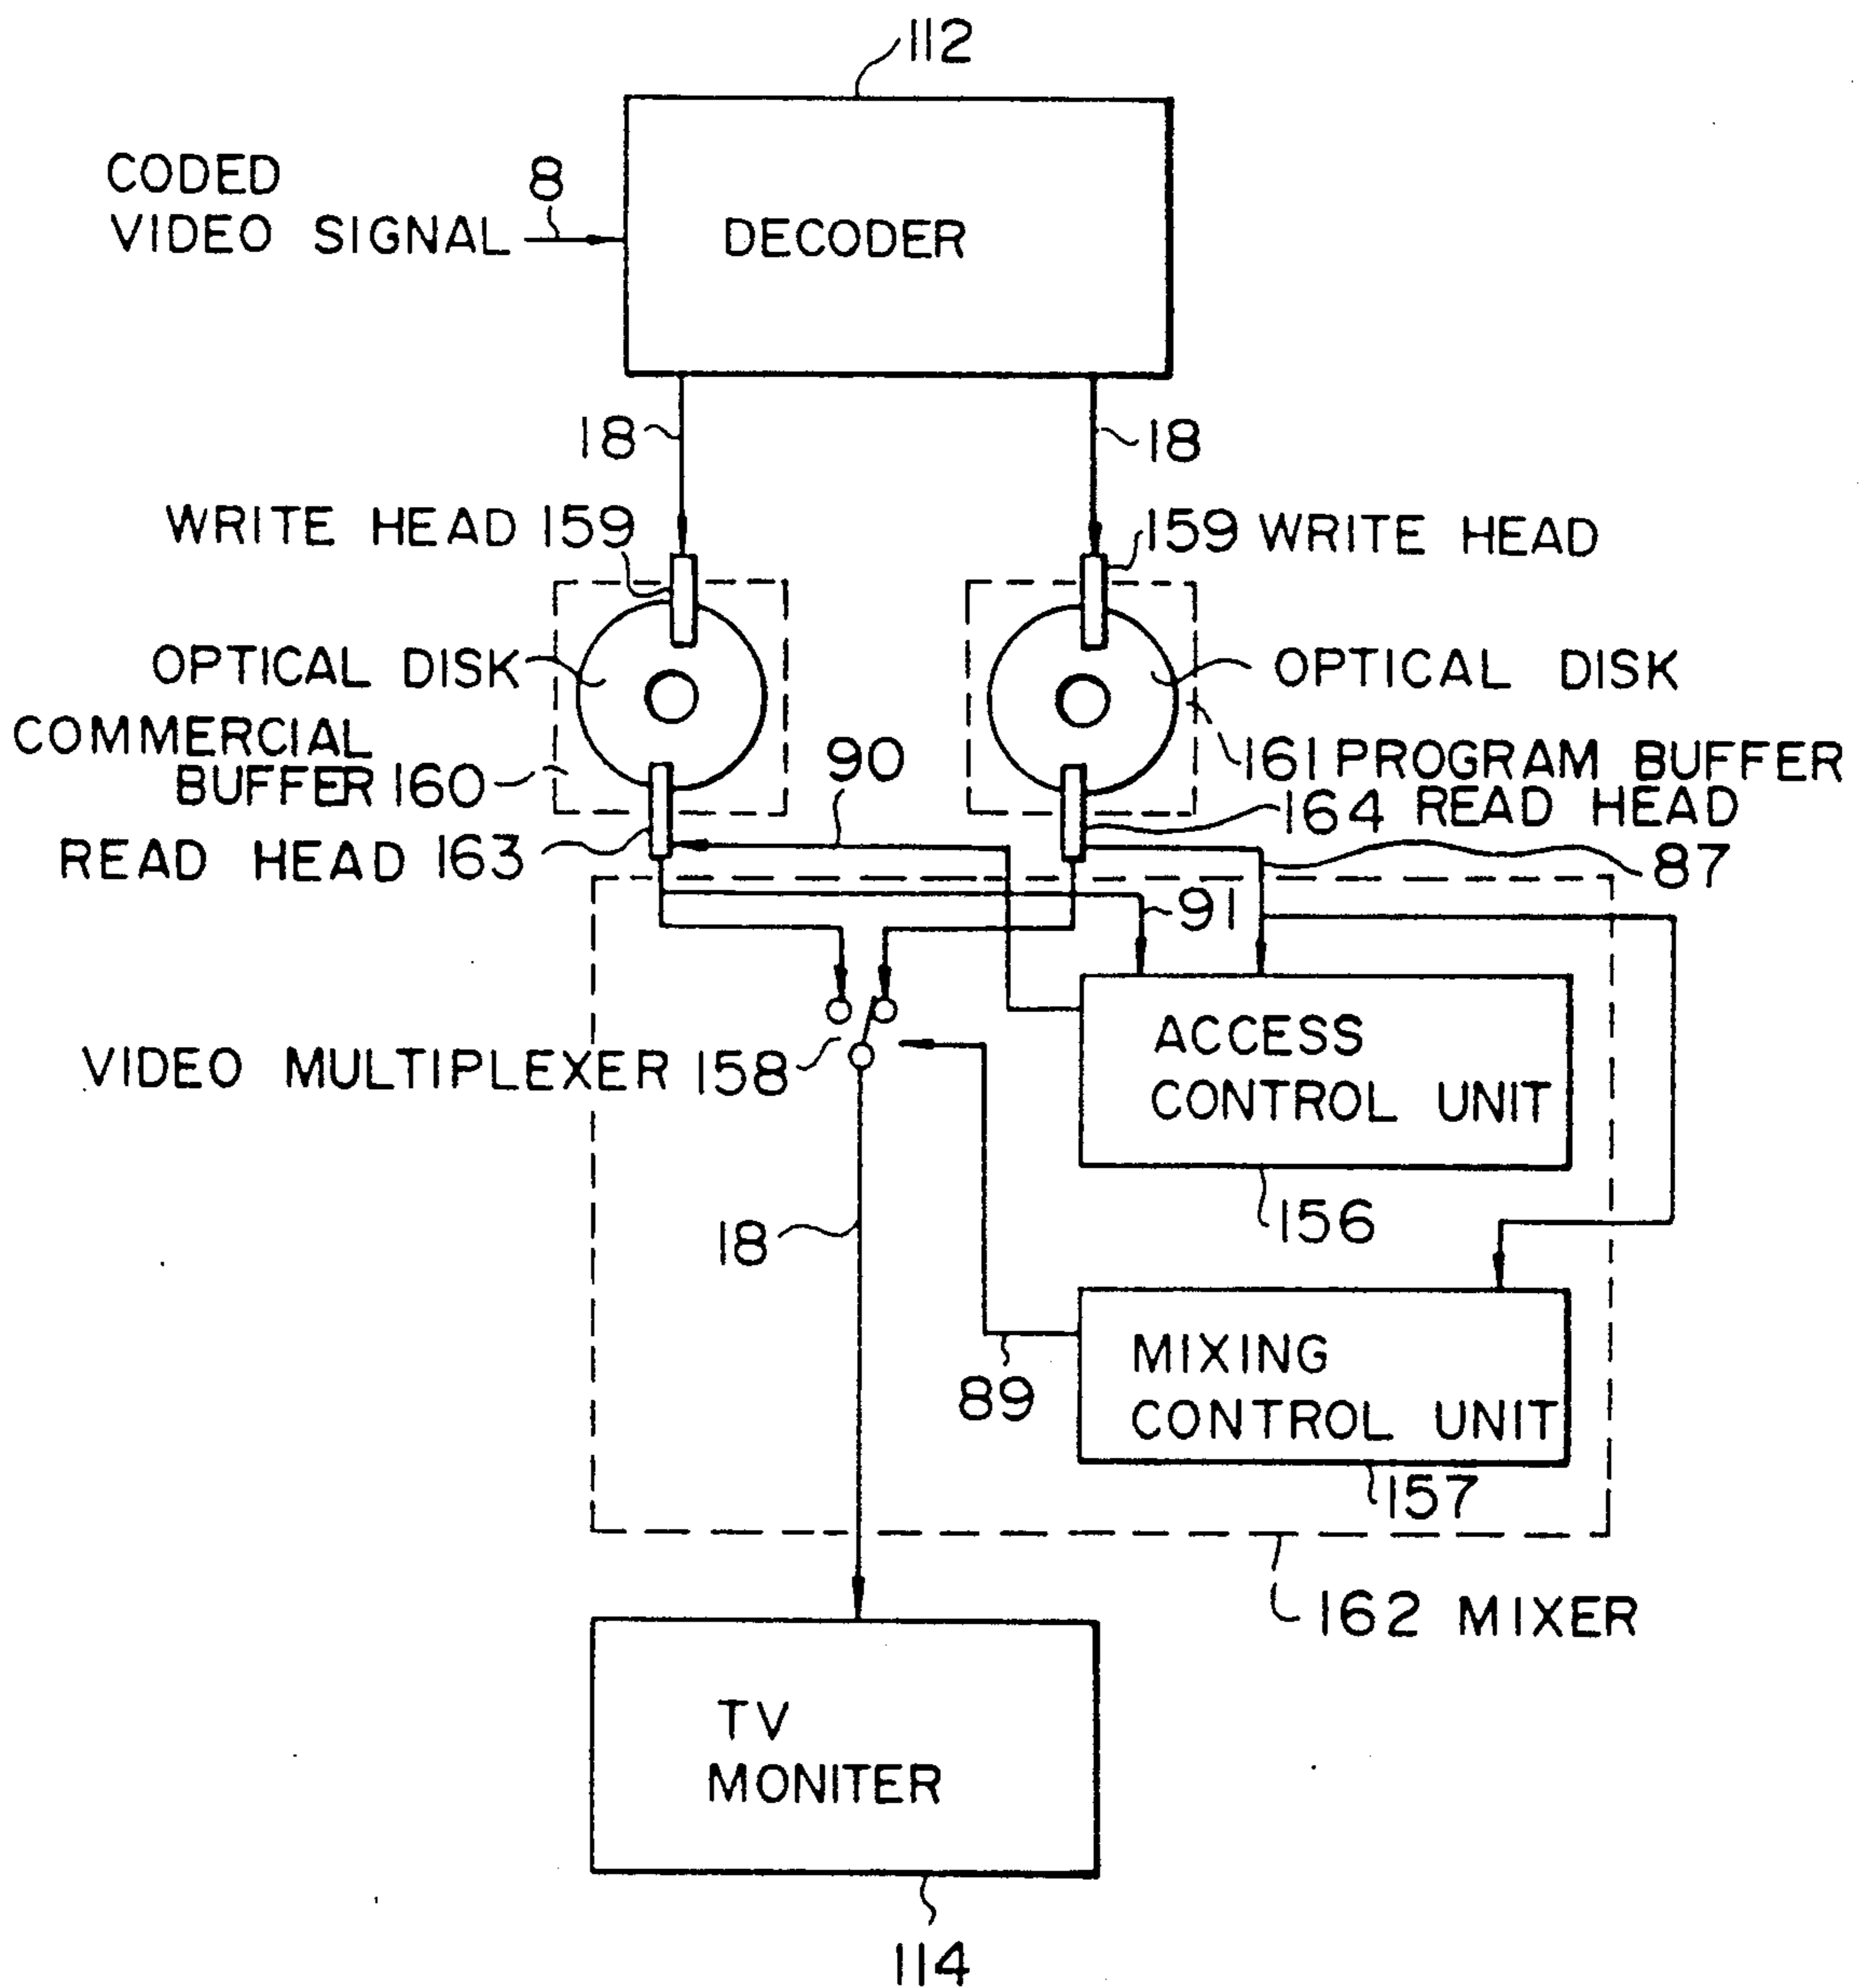 112
CODED
VIDEO SIGNAL
8
DECODER
18
18
WRITE HEAD 159
159 WRITE HEAD
OPTICAL DISK
OPTICAL DISK
COMMERCIAL
BUFFER 160
90
161 PROGRAM BUFFER
164 READ HEAD
READ HEAD 163
87
91
VIDEO MULTIPLEXER 158
ACCESS
CONTROL UNIT
156
18
MIXING
CONTROL UNIT
89
157
162 MIXER
TV
MONITER
114